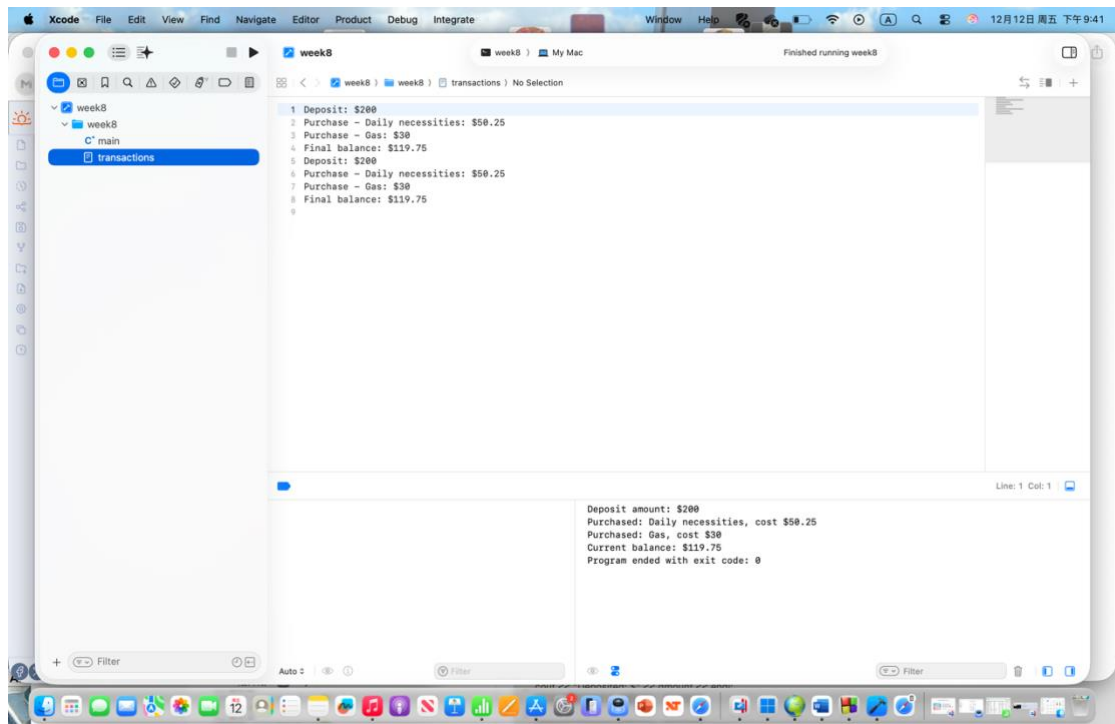 Xcode File Edit View Find Navigate Editor Product Debug Integrate Window Help 12月12日 周五 下午9:41
week8 week8 〉 My Mac Finished running week8
week8 〉 week8 〉 transactions 〉 No Selection
week8
week8
main
transactions
1 Deposit: $200
2 Purchase - Daily necessities: $50.25
3 Purchase - Gas: $30
4 Final balance: $119.75
5 Deposit: $200
6 Purchase - Daily necessities: $50.25
7 Purchase - Gas: $30
8 Final balance: $119.75
9
Line: 1 Col: 1
Deposit amount: $200
Purchased: Daily necessities, cost $50.25
Purchased: Gas, cost $30
Current balance: $119.75
Program ended with exit code: 0
Filter
Auto Filter Filter